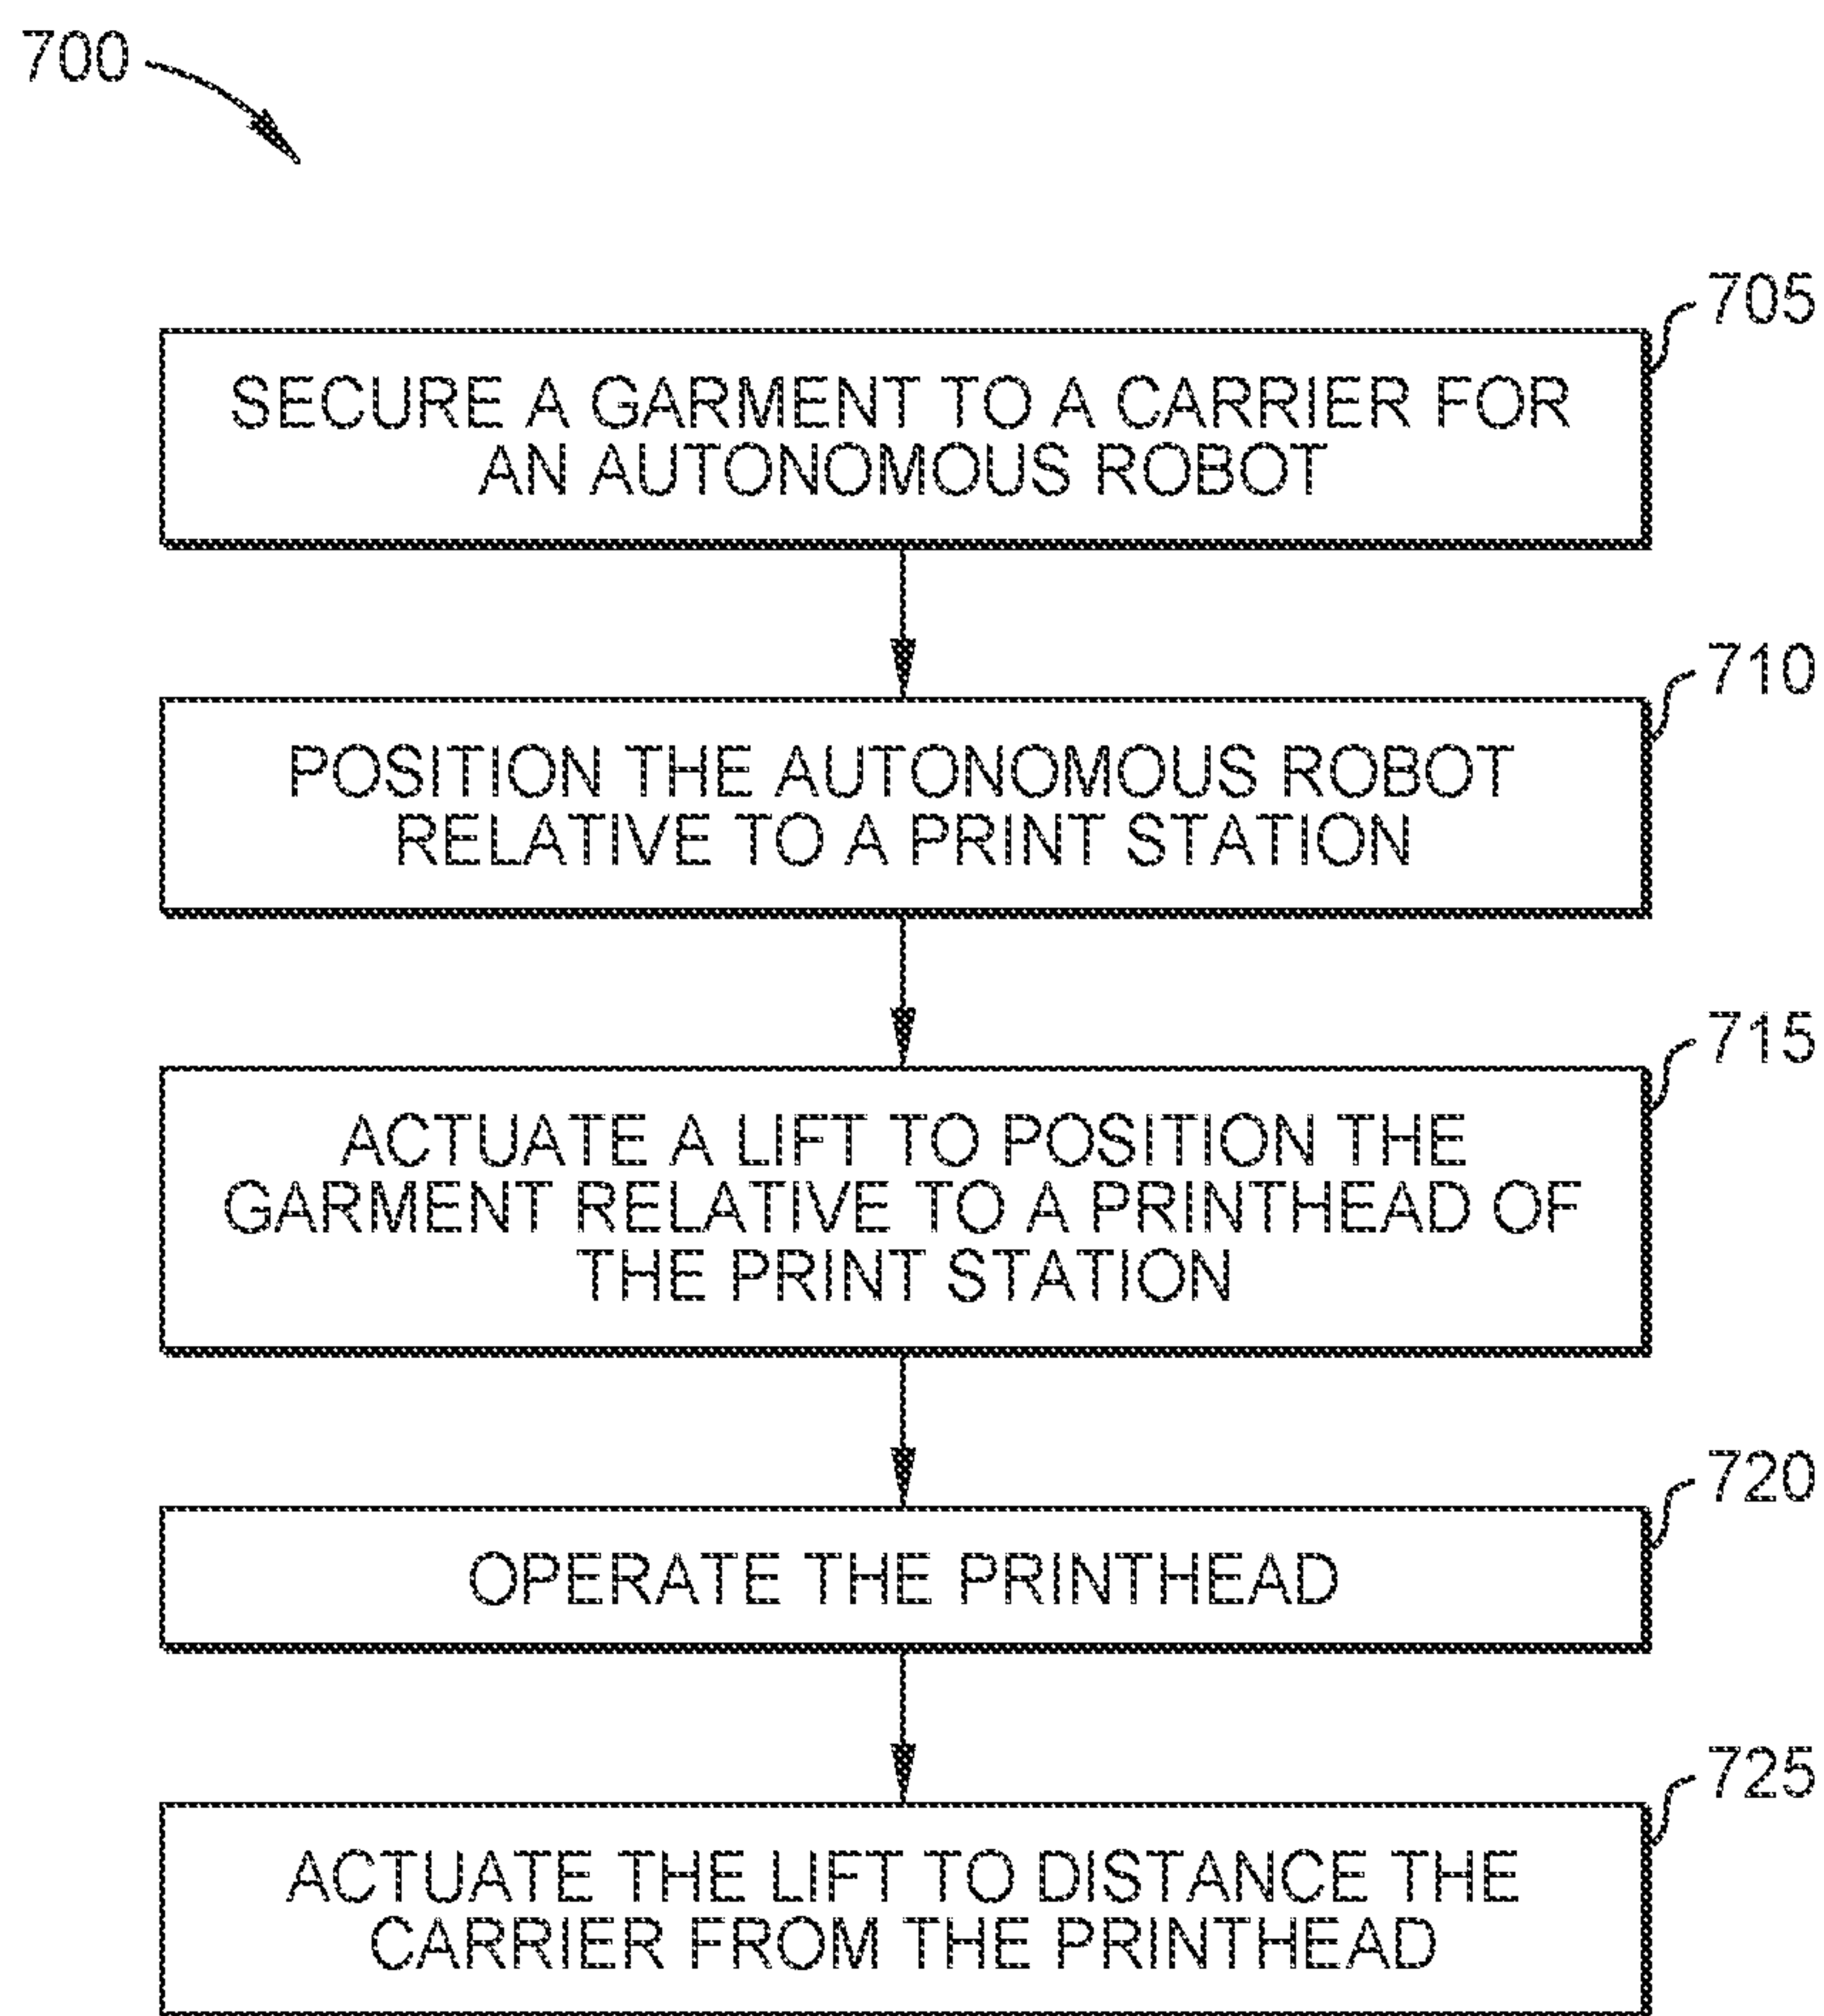 700
705
SECURE A GARMENT TO A CARRIER FOR
AN AUTONOMOUS ROBOT
710
POSITION THE AUTONOMOUS ROBOT
RELATIVE TO A PRINT STATION
715
ACTUATE A LIFT TO POSITION THE
GARMENT RELATIVE TO A PRINTHEAD OF
THE PRINT STATION
720
OPERATE THE PRINTHEAD
725
ACTUATE THE LIFT TO DISTANCE THE
CARRIER FROM THE PRINTHEAD